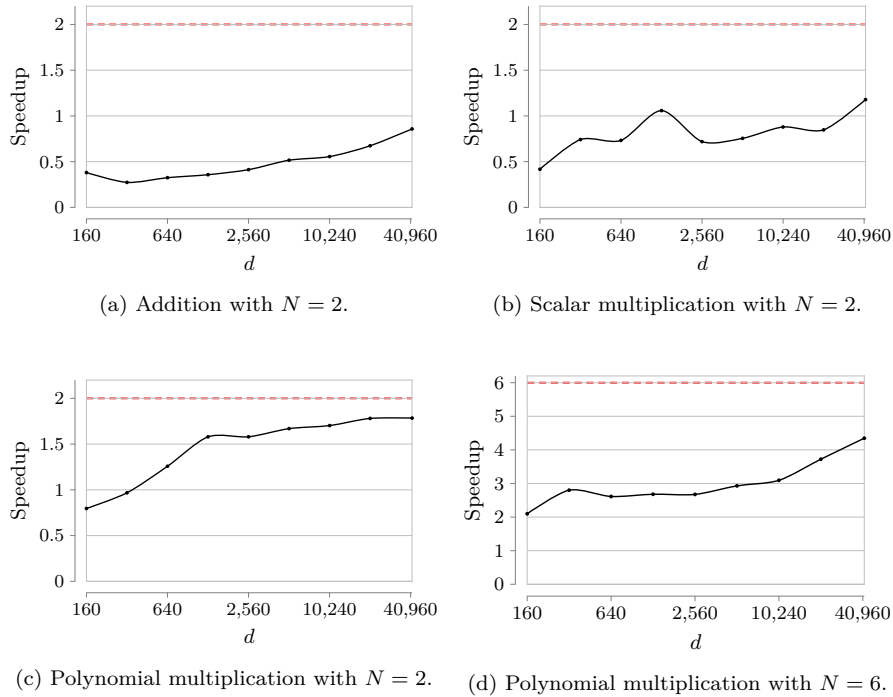 2
1.5
1
0.5
0
Speedup
160 640 2,560 10,240 40,960
d
(a) Addition with N = 2.
2
1.5
1
0.5
0
Speedup
160 640 2,560 10,240 40,960
d
(b) Scalar multiplication with N = 2.
2
1.5
1
0.5
0
Speedup
160 640 2,560 10,240 40,960
d
(c) Polynomial multiplication with N = 2.
6
5
4
3
2
1
0
Speedup
160 640 2,560 10,240 40,960
d
(d) Polynomial multiplication with N = 6.